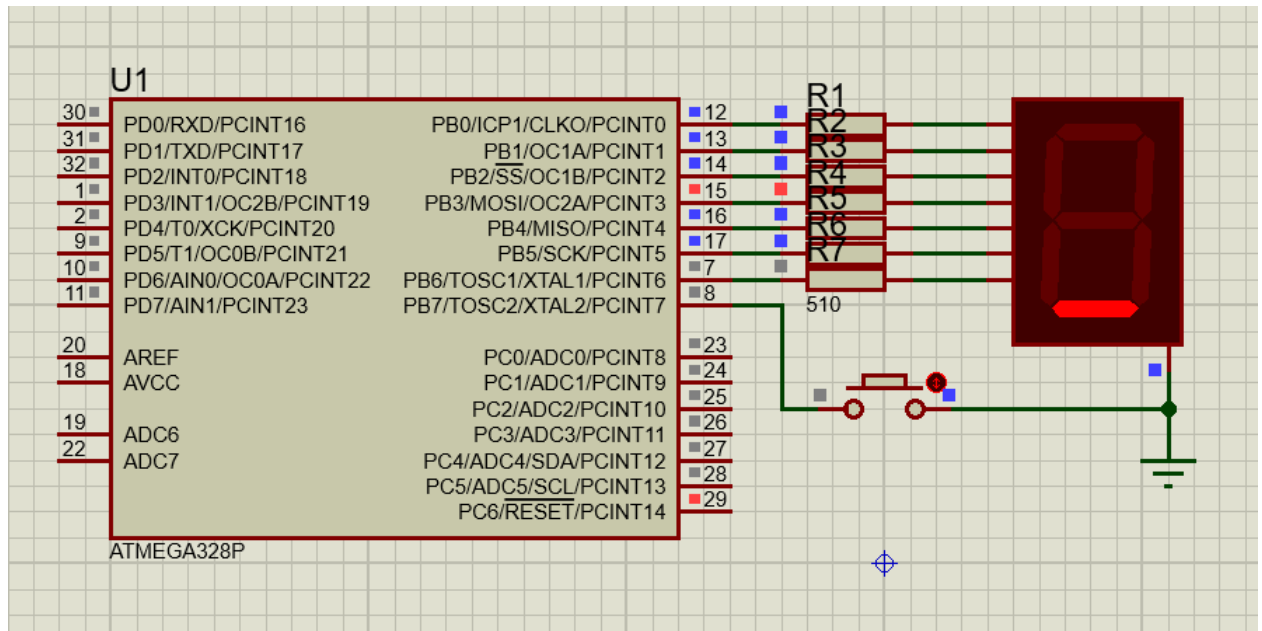 U1
30 PD0/RXD/PCINT16
31 PD1/TXD/PCINT17
32 PD2/INT0/PCINT18
1 PD3/INT1/OC2B/PCINT19
2 PD4/T0/XCK/PCINT20
9 PD5/T1/OC0B/PCINT21
10 PD6/AIN0/OC0A/PCINT22
11 PD7/AIN1/PCINT23
20 AREF
18 AVCC
19 ADC6
22 ADC7
PB0/ICP1/CLKO/PCINT0 12
PB1/OC1A/PCINT1 13
PB2/SS/OC1B/PCINT2 14
PB3/MOSI/OC2A/PCINT3 15
PB4/MISO/PCINT4 16
PB5/SCK/PCINT5 17
PB6/TOSC1/XTAL1/PCINT6 7
PB7/TOSC2/XTAL2/PCINT7 8
PC0/ADC0/PCINT8 23
PC1/ADC1/PCINT9 24
PC2/ADC2/PCINT10 25
PC3/ADC3/PCINT11 26
PC4/ADC4/SDA/PCINT12 27
PC5/ADC5/SCL/PCINT13 28
PC6/RESET/PCINT14 29
ATMEGA328P
R1
R2
R3
R4
R5
R6
R7
510